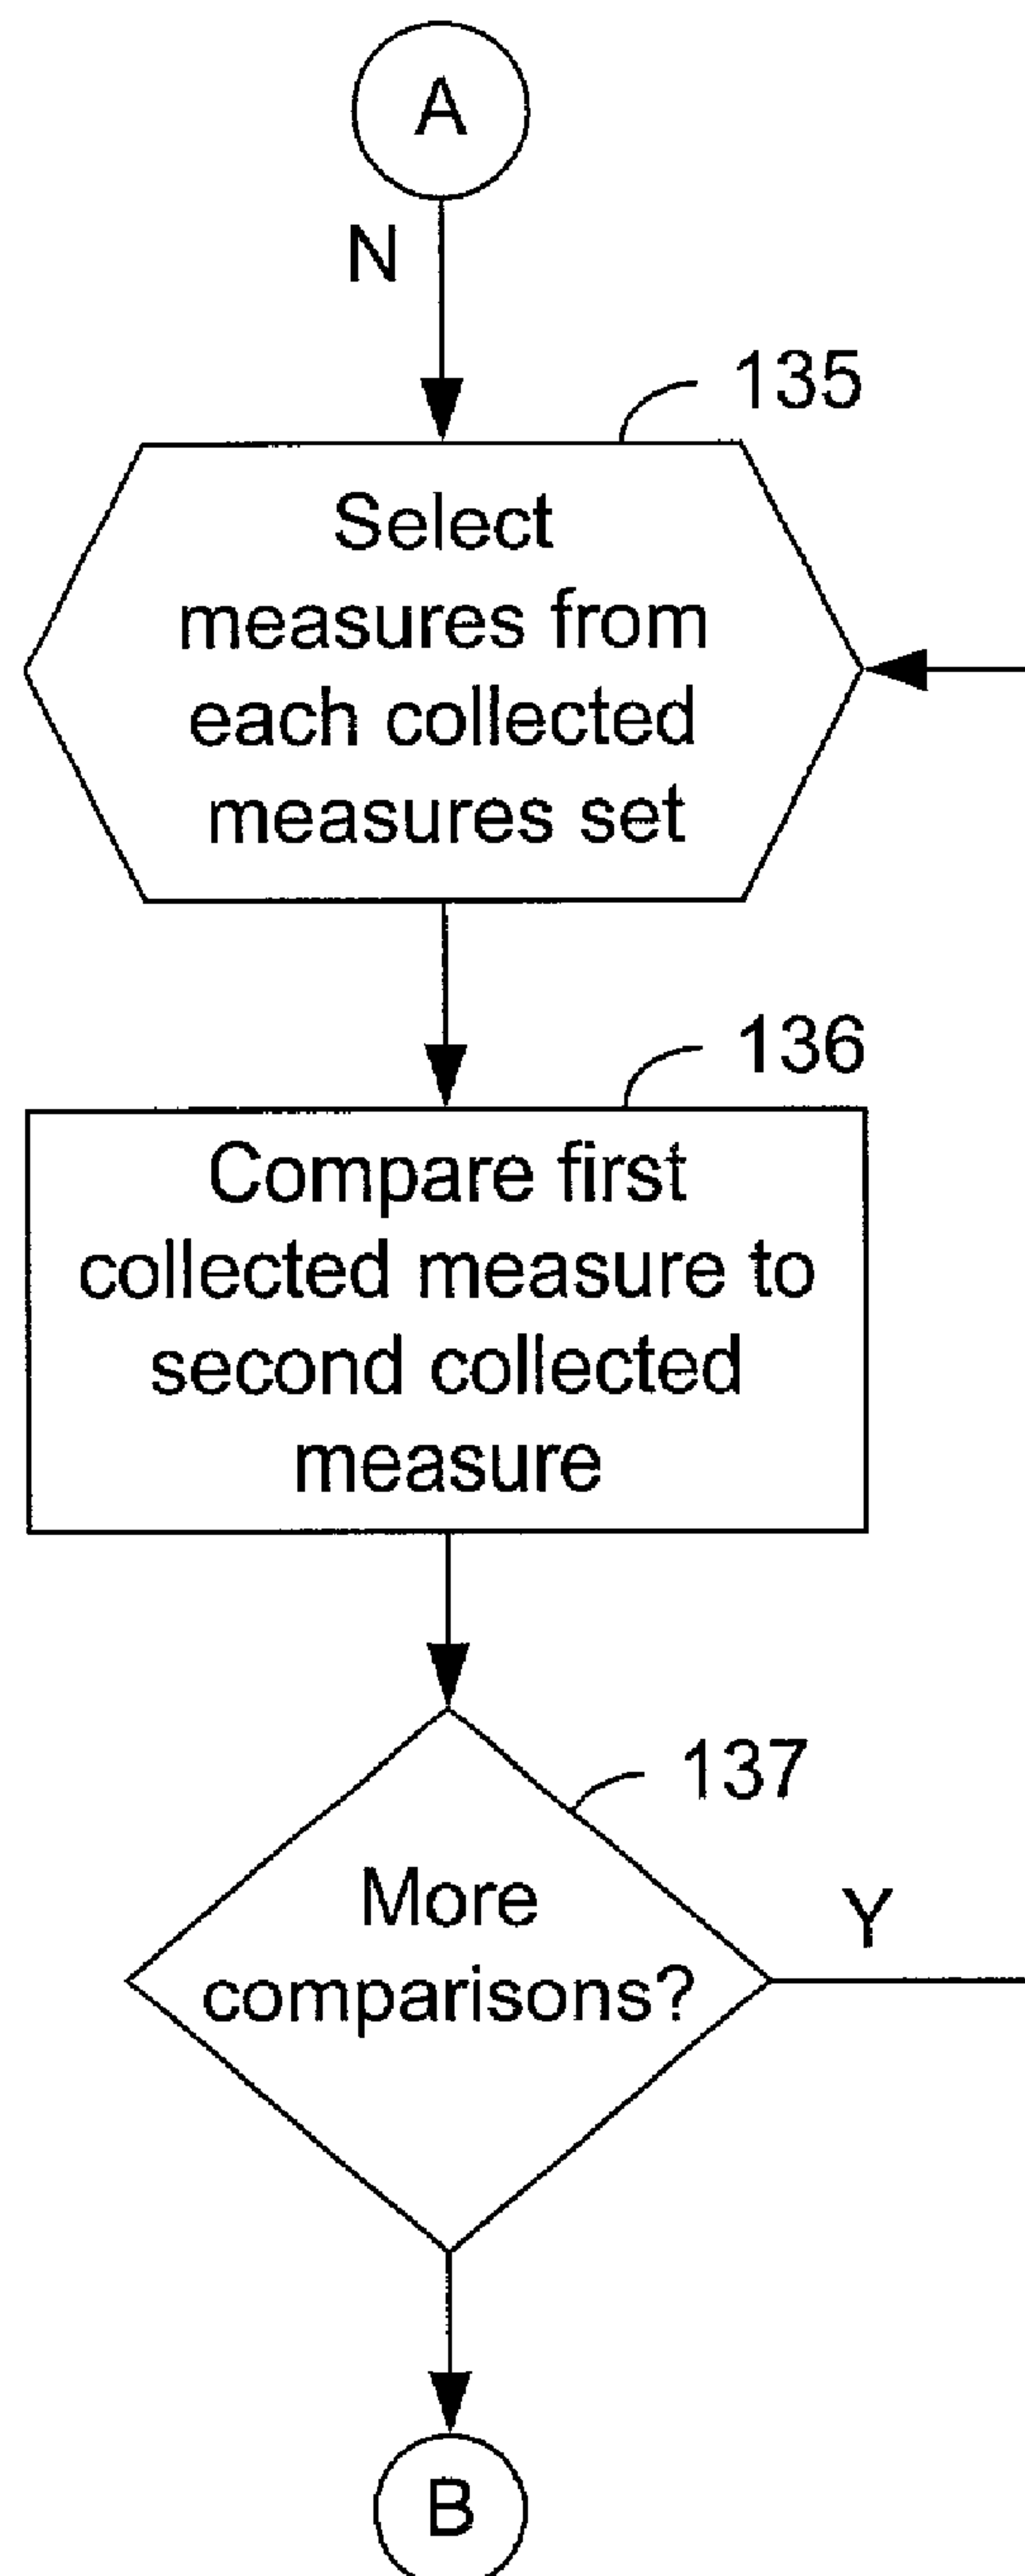 A
N
135
Select
measures from
each collected
measures set
136
Compare first
collected measure to
second collected
measure
137
More
comparisons?
Y
B